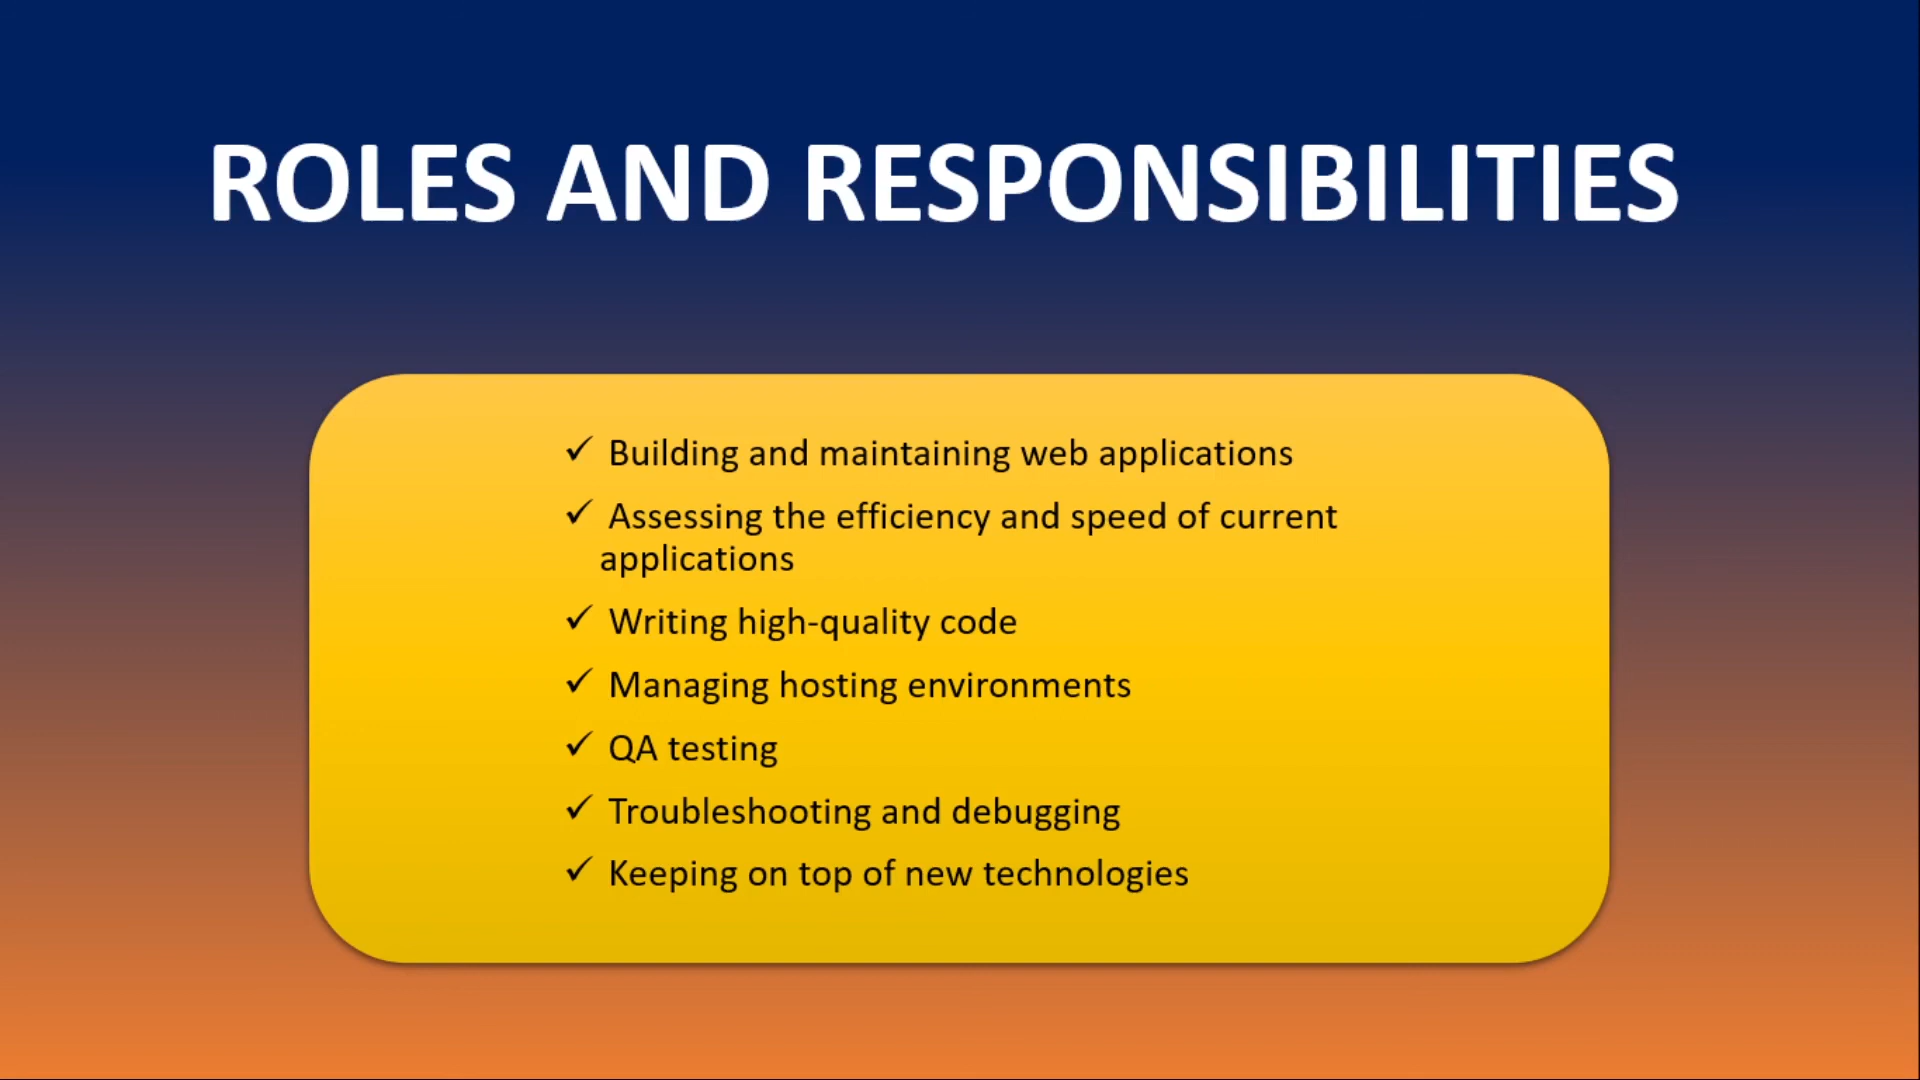 ROLES AND RESPONSIBILITIES
✓ Building and maintaining web applications
✓ Assessing the efficiency and speed of current
applications
✓ Writing high-quality code
✓ Managing hosting environments
✓ QA testing
✓ Troubleshooting and debugging
✓ Keeping on top of new technologies